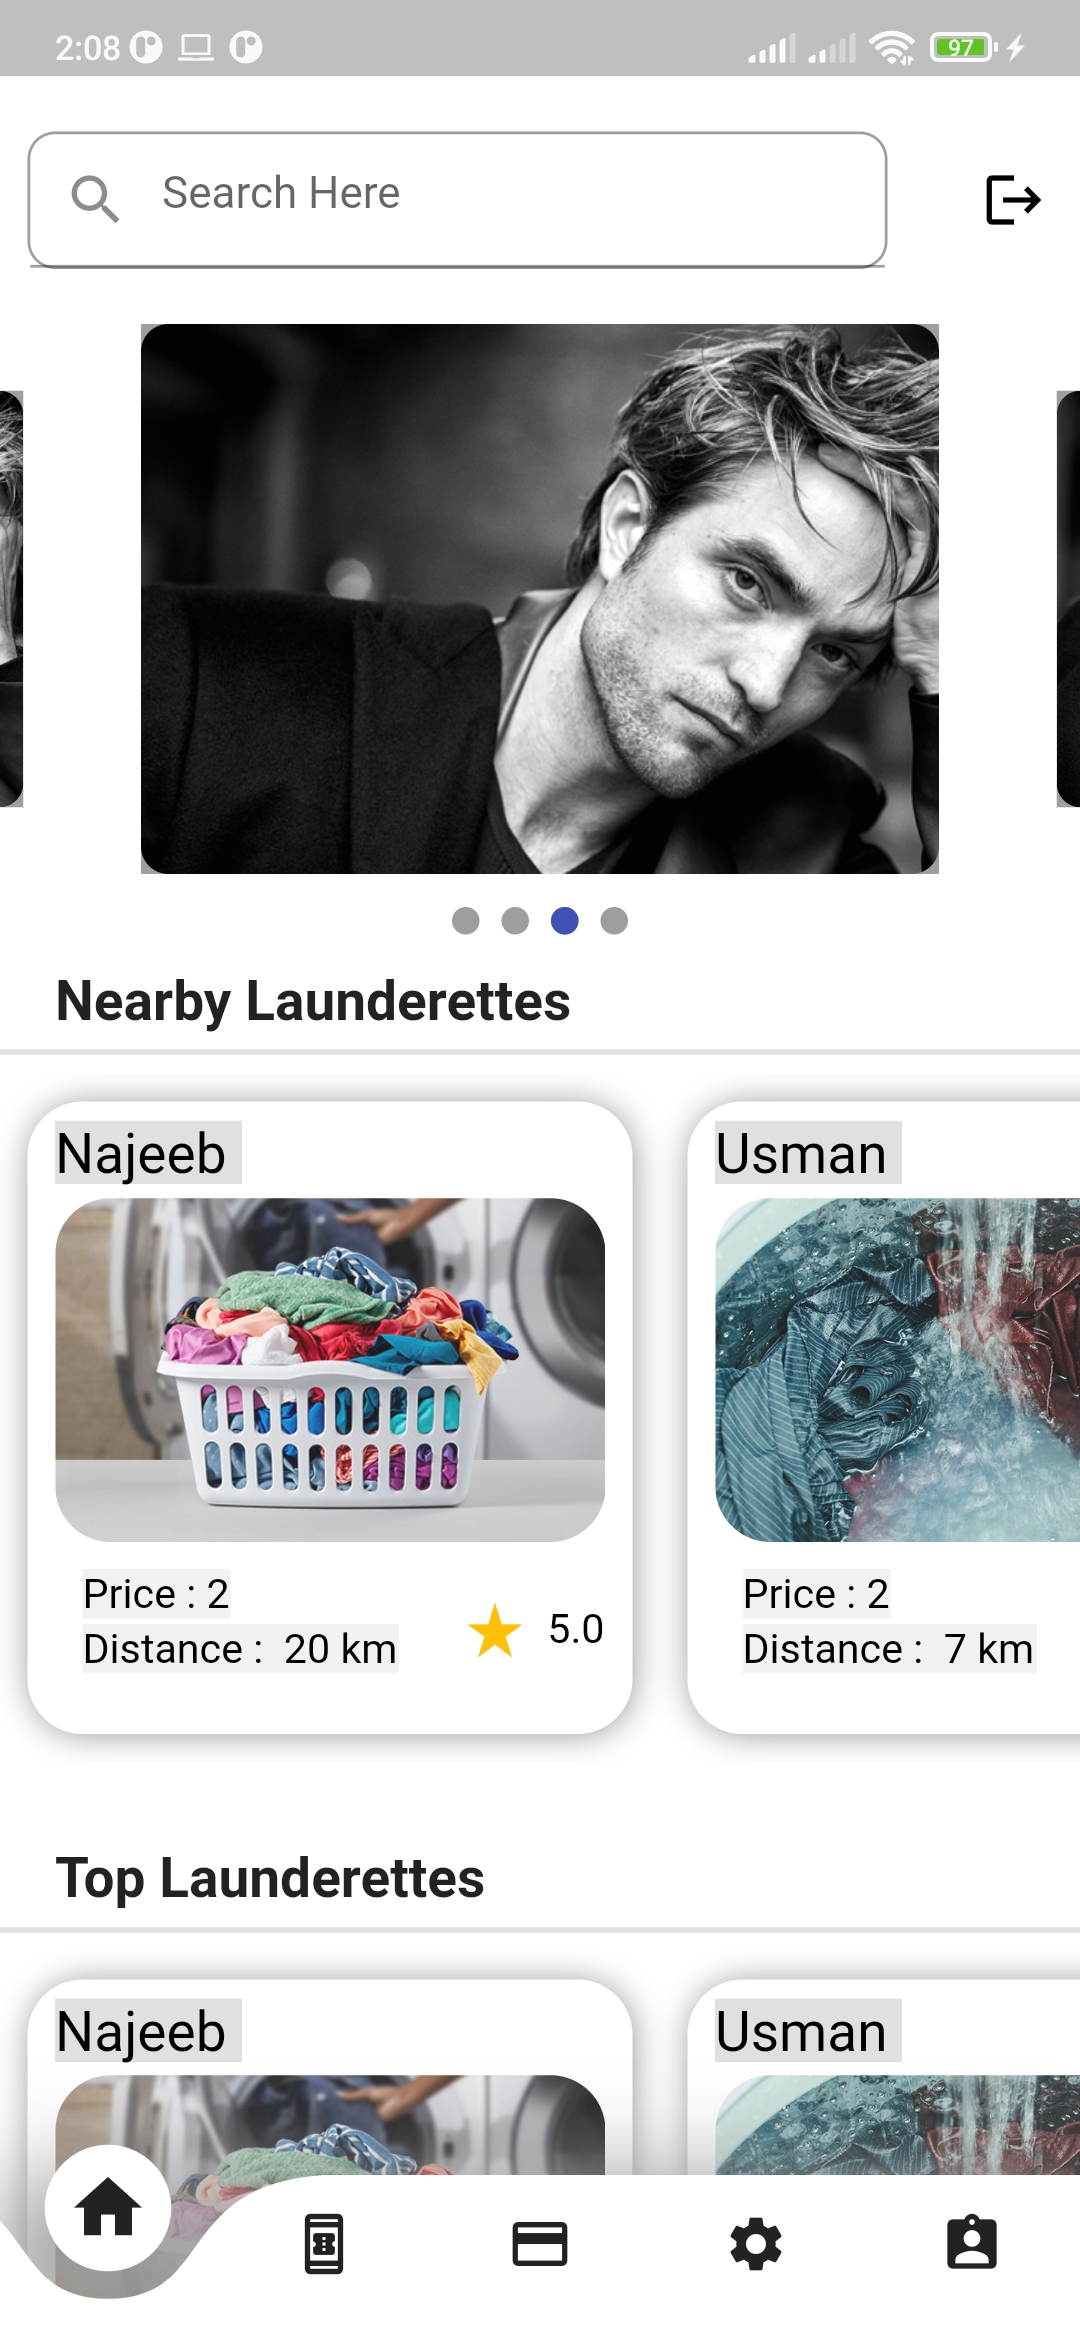 2:08
97
Search Here
Nearby Launderettes
Najeeb
Usman
Price : 2
Distance :  20 km
5.0
Price : 2
Distance :  7 km
Top Launderettes
Najeeb
Usman